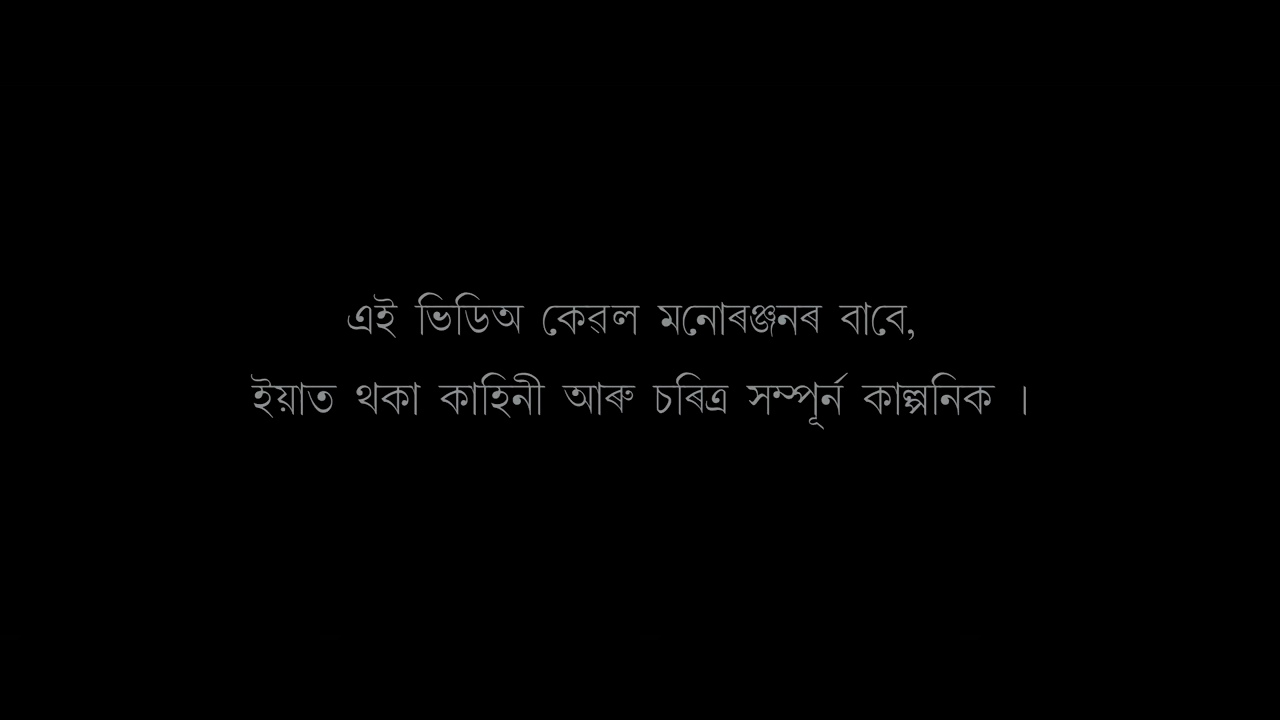 এই ভিডিঅ কেৱল মনোৰঞ্জনৰ বাবে,
ইয়াত থকা কাহিনী আৰু চৰিত্ৰ সম্পূৰ্ন কাল্পনিক ।